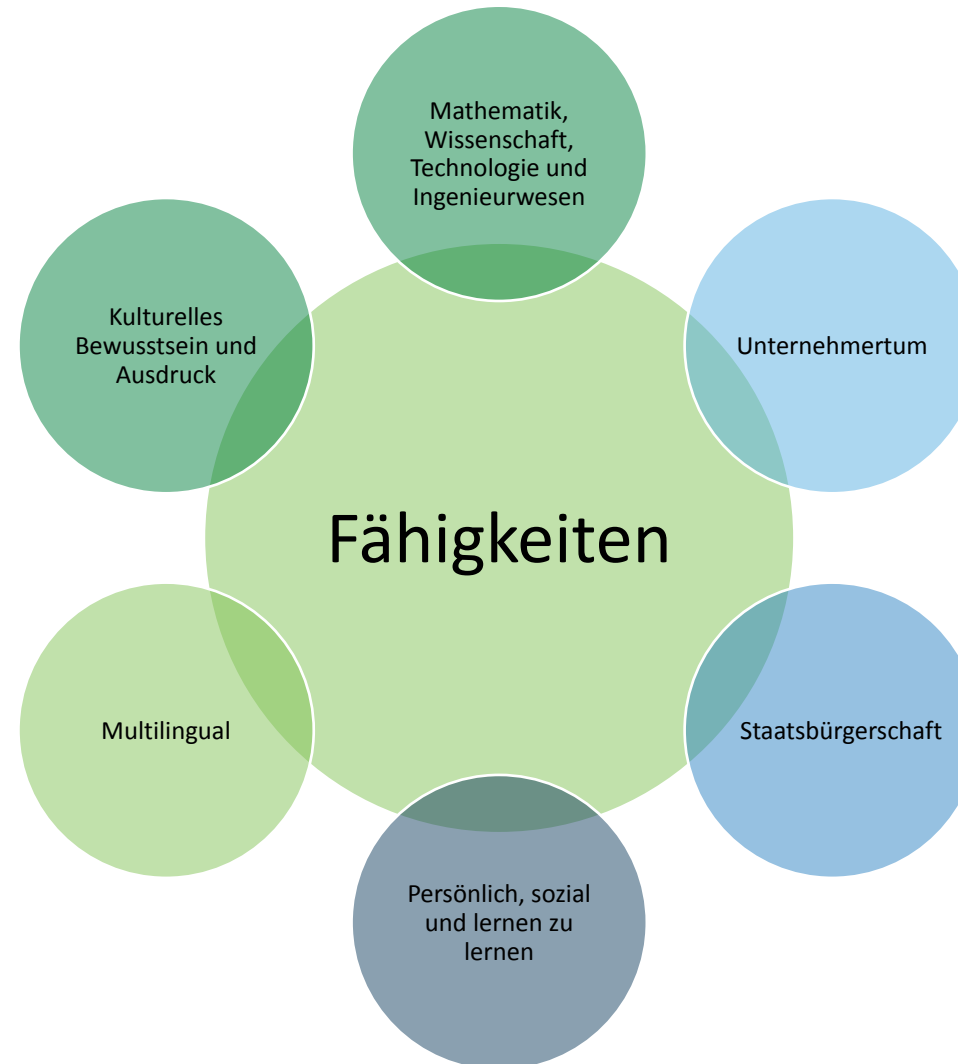 Mathematik,
Wissenschaft,
Technologie und
Ingenieurwesen
Kulturelles
Bewusstsein und
Ausdruck
Unternehmertum
Fähigkeiten
Multilingual
Staatsbürgerschaft
Persönlich, sozial
und lernen zu
lernen